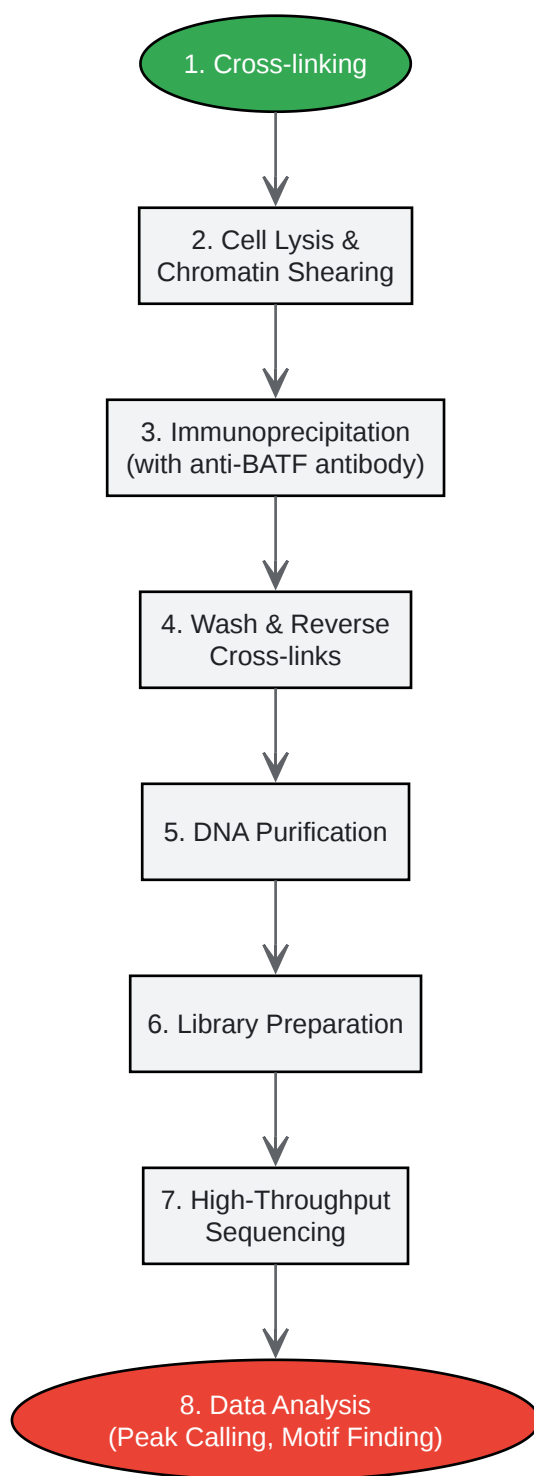 1. Cross-linking
2. Cell Lysis &
Chromatin Shearing
3. Immunoprecipitation
(with anti-BATF antibody)
4. Wash & Reverse
Cross-links
5. DNA Purification
6. Library Preparation
7. High-Throughput
Sequencing
8. Data Analysis
(Peak Calling, Motif Finding)